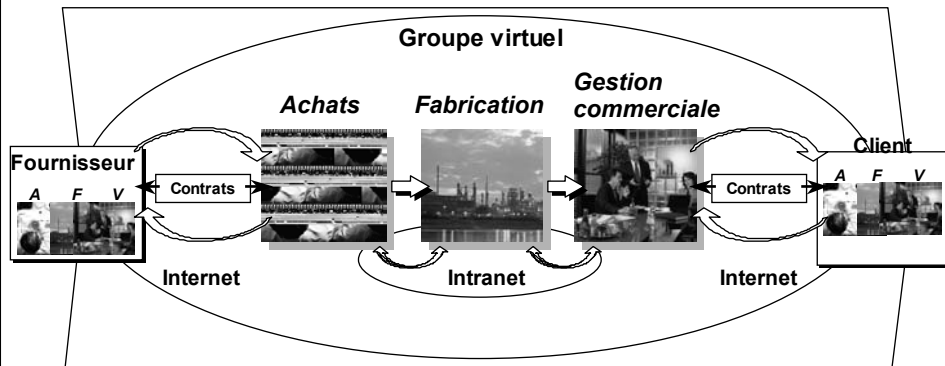 Groupe virtuel
Gestion
commerciale
Achats
Fabrication
Fournisseur
A F V
Contrats
Contrats
Client
A F V
Internet
Intranet
Internet